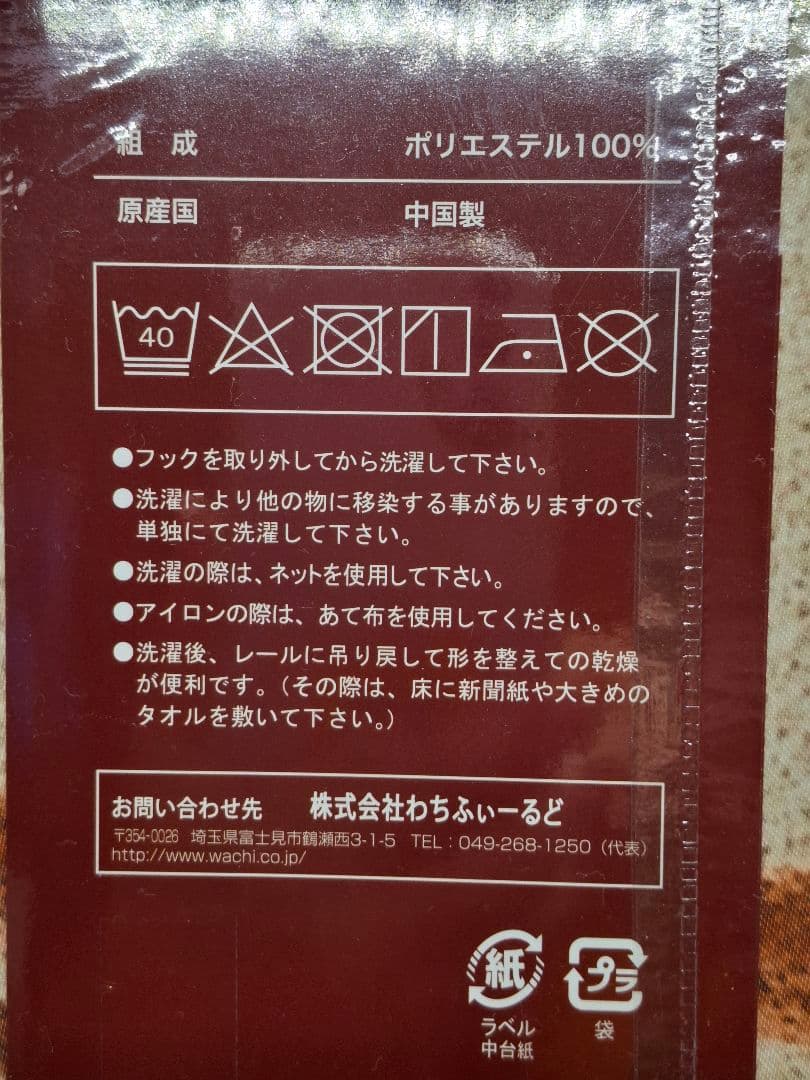 組成 ポリエステル100%
原産国 中国製
40
●フックを取り外してから洗濯して下さい。
●洗濯により他の物に移染する事がありますので、
単独にて洗濯して下さい。
●洗濯の際は、ネットを使用して下さい。
●アイロンの際は、あて布を使用してください。
●洗濯後、レールに吊り戻して形を整えての乾燥
が便利です。(その際は、床に新聞紙や大きめの
タオルを敷いて下さい。)
お問い合わせ先 株式会社わちふぃーるど
〒354-0026 埼玉県富士見市鶴瀬西3-1-5 TEL：049-268-1250（代表）
http://www.wachi.co.jp/
紙 プラ
ラベル 袋
中台紙